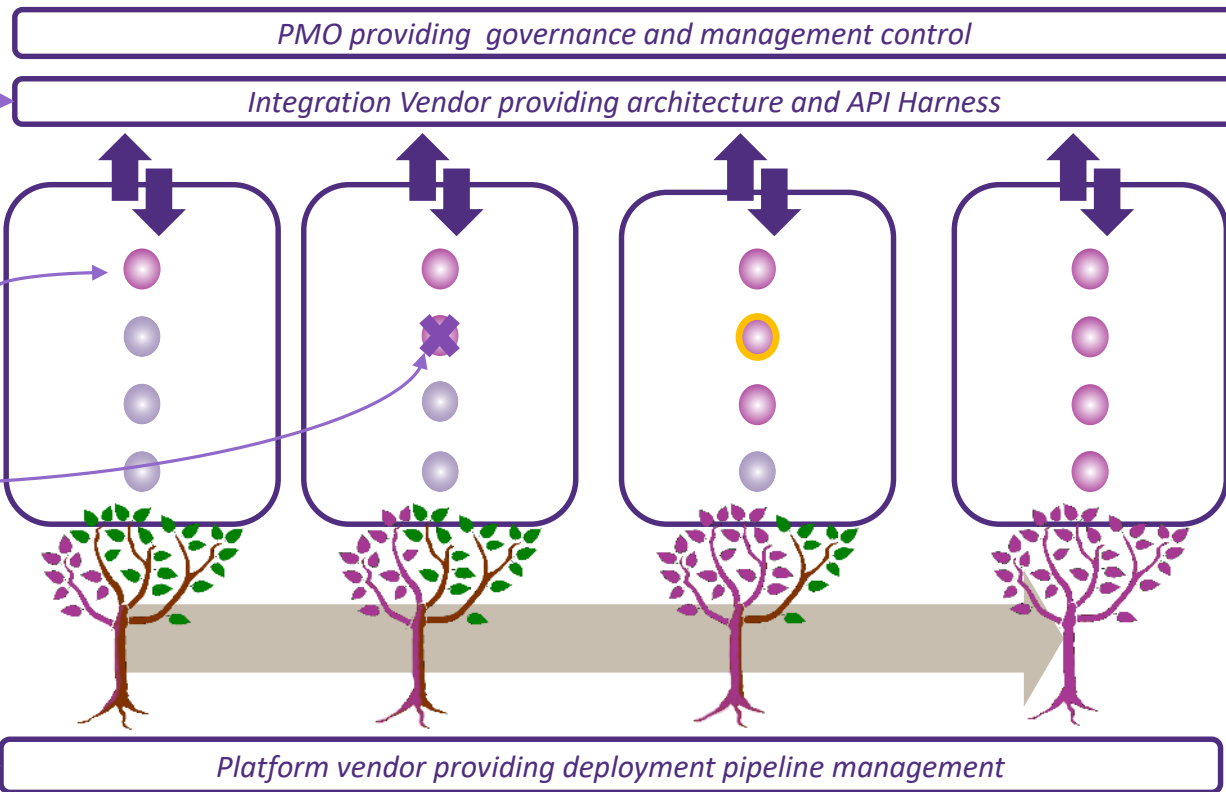 PMO providing  governance and management control
Integration Vendor providing architecture and API Harness
Platform vendor providing deployment pipeline management